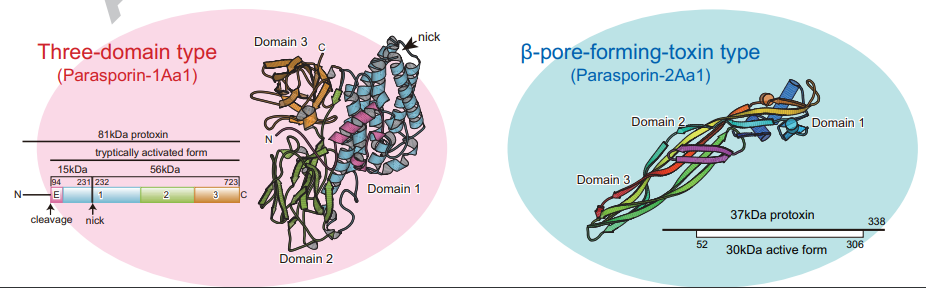 Three-domain type
(Parasporin-1Aa1)
Domain 3
C
nick
N
81kDa protoxin
tryptically activated form
15kDa
56kDa
94
231
232
723
N
E
1
2
3
C
cleavage
nick
Domain 1
Domain 2
β-pore-forming-toxin type
(Parasporin-2Aa1)
Domain 2
Domain 1
Domain 3
37kDa protoxin
338
52
30kDa active form
306